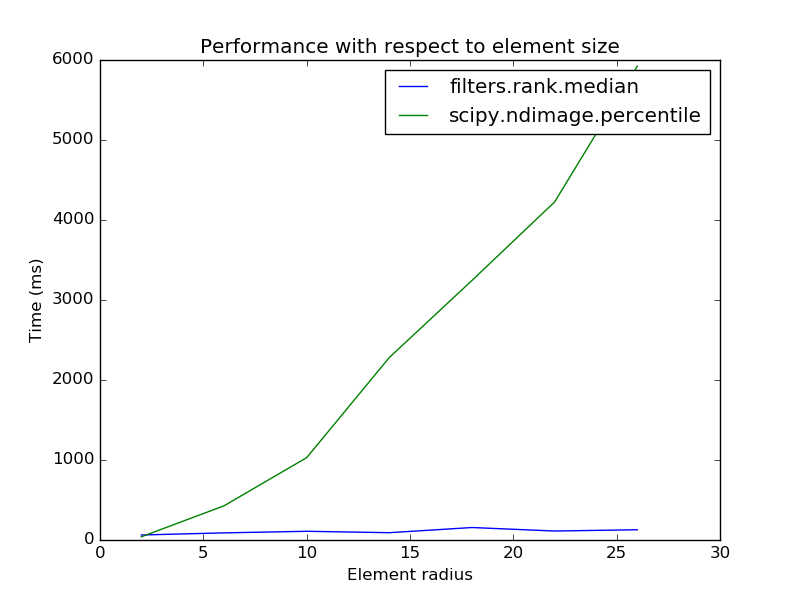 Performance with respect to element size
filters.rank.median
scipy.ndimage.percentile
6000
5000
4000
3000
2000
1000
0
Time (ms)
0 5 10 15 20 25 30
Element radius